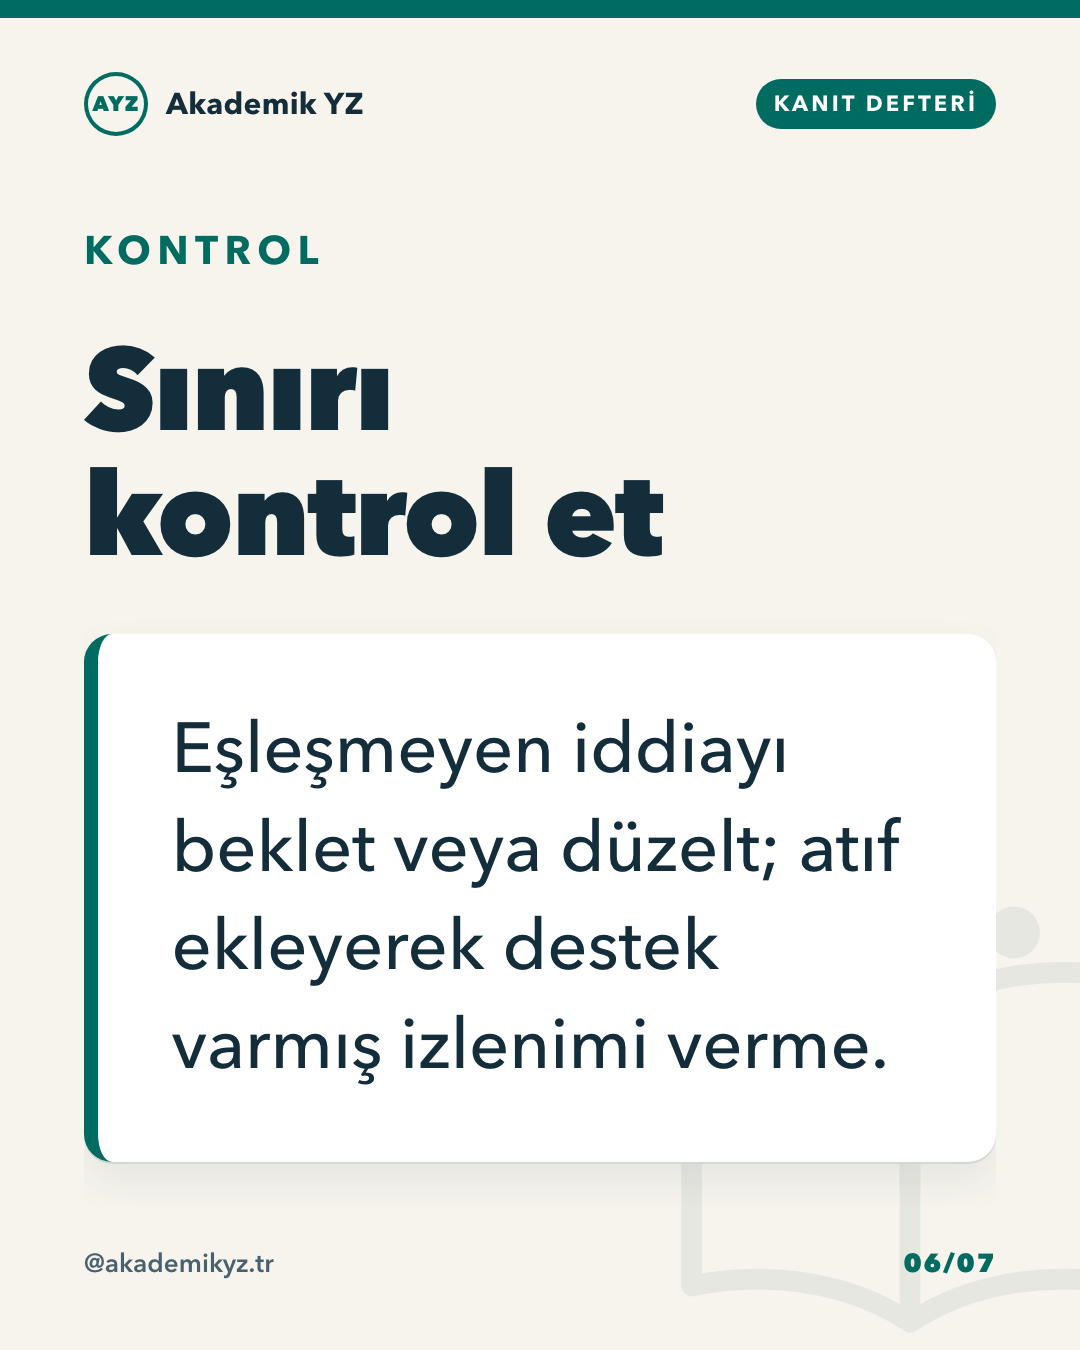 AYZ
Akademik YZ
KANIT DEFTERİ
KONTROL
Sınırı
kontrol et
Eşleşmeyen iddiayı
beklet veya düzelt; atıf
ekleyerek destek
varmış izlenimi verme.
@akademikyz.tr
06/07